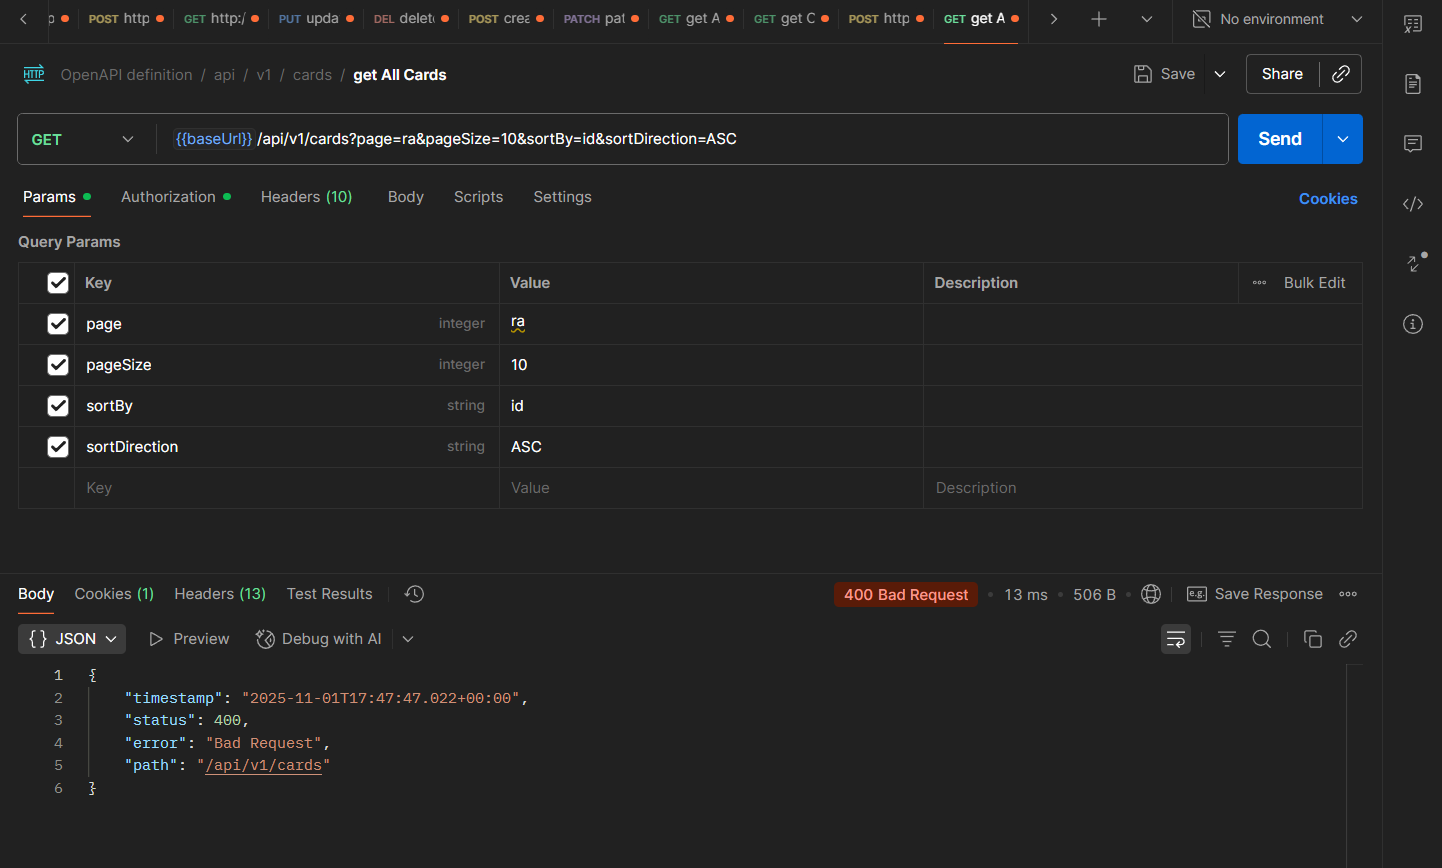 p POST http GET http:/ PUT upda DEL delet POST crea PATCH pat GET get A GET get C POST http GET get A No environment
HTTP OpenAPI definition / api / v1 / cards / get All Cards Save Share
GET {{baseUrl}} /api/v1/cards?page=ra&pageSize=10&sortBy=id&sortDirection=ASC Send
Params Authorization Headers (10) Body Scripts Settings Cookies
Query Params
Key Value Description Bulk Edit
page integer ra
pageSize integer 10
sortBy string id
sortDirection string ASC
Key Value Description
Body Cookies (1) Headers (13) Test Results 400 Bad Request 13 ms 506 B e.g. Save Response
{} JSON Preview Debug with AI
1 {
2 "timestamp": "2025-11-01T17:47:47.022+00:00",
3 "status": 400,
4 "error": "Bad Request",
5 "path": "/api/v1/cards"
6 }